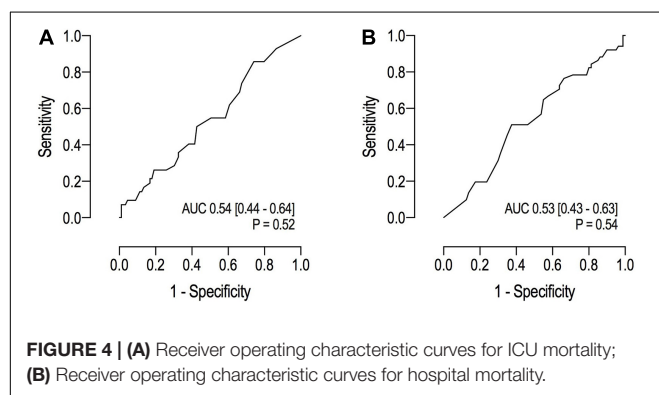 A
1.0
0.8
0.6
0.4
0.2
0.0
Sensitivity
AUC 0.54 [0.44 - 0.64]
P = 0.52
0.0 0.2 0.4 0.6 0.8 1.0
1 - Specificity
B
1.0
0.8
0.6
0.4
0.2
0.0
Sensitivity
AUC 0.53 [0.43 - 0.63]
P = 0.54
0.0 0.2 0.4 0.6 0.8 1.0
1 - Specificity
FIGURE 4 | (A) Receiver operating characteristic curves for ICU mortality;
(B) Receiver operating characteristic curves for hospital mortality.